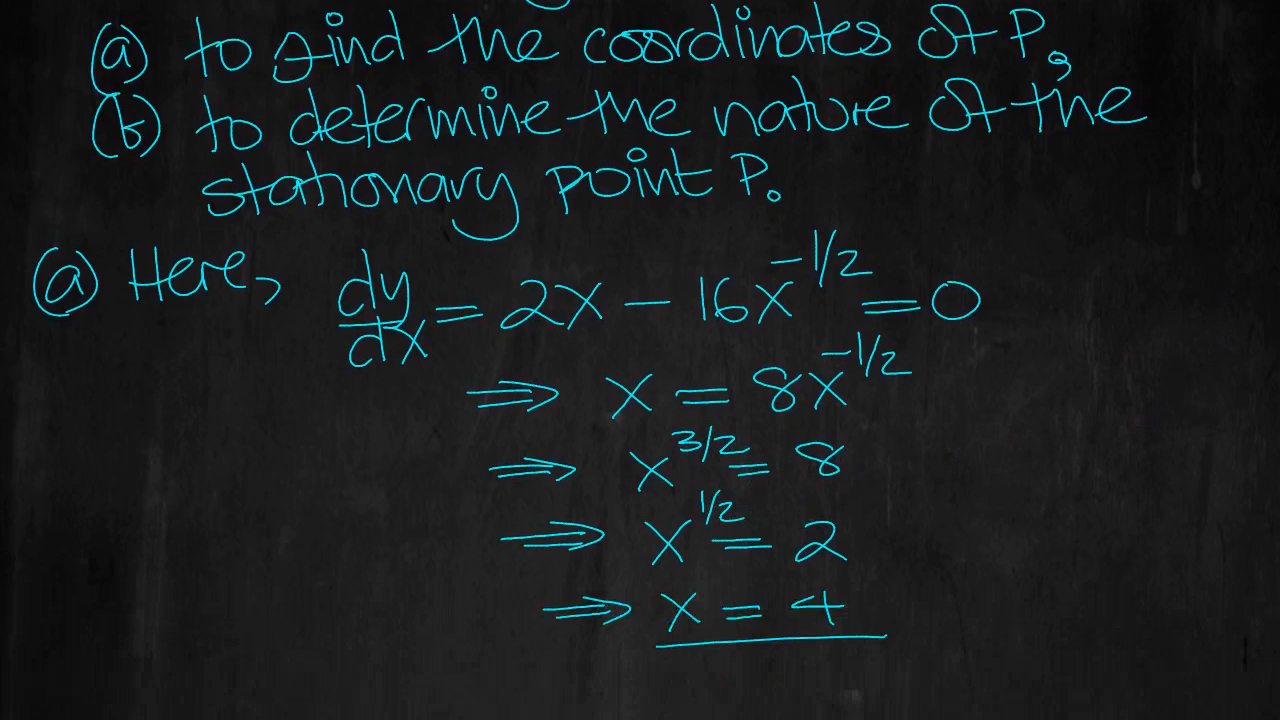 (a) to find the coordinates of P,
(b) to determine the nature of the
stationary point P.
(a) Here, dy/dx = 2x - 16x^-1/2 = 0
⇒ x = 8x^-1/2
⇒ x^3/2 = 8
⇒ x^1/2 = 2
⇒ x = 4